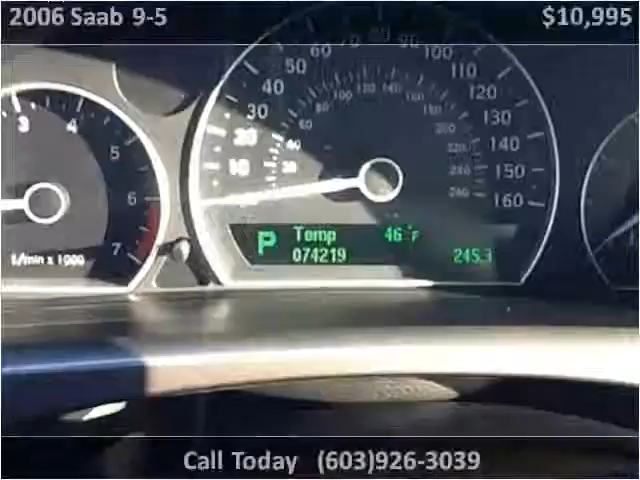 2006 Saab 9-5 $10,995
3 4 5 6 7
1/min x 1000
10 20 30 40 50 60 70 80 90 100 110 120 130 140 150 160
P Temp 46°F
074219 245.3
Call Today (603)926-3039